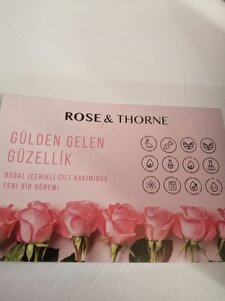 ROSE & THORNE
GÜLDEN GELEN
GÜZELLİK
DOĞAL İÇERİKLİ CİLT BAKIMINDA
YENİ BİR DÖNEM!